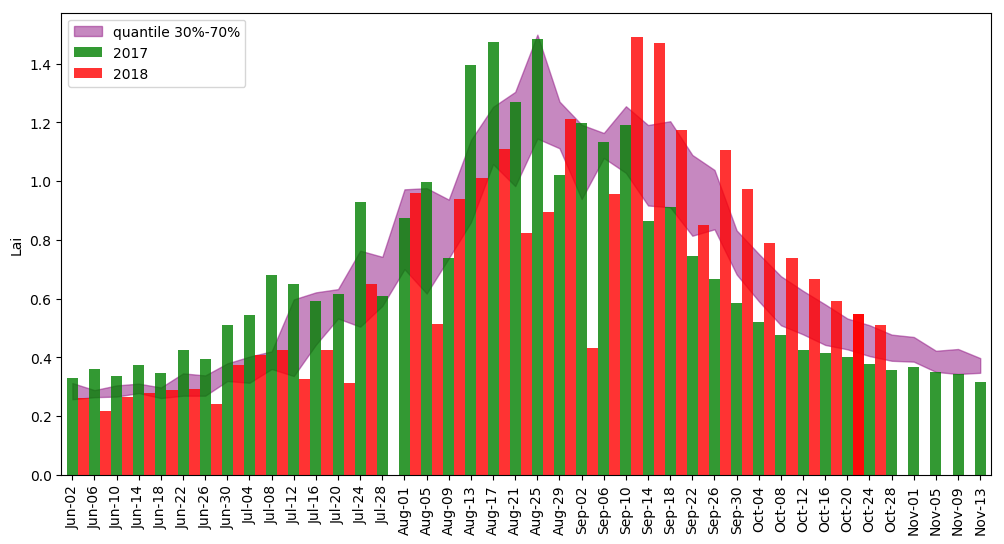 quantile 30%-70%
2017
2018
Lai
1.4
1.2
1.0
0.8
0.6
0.4
0.2
0.0
Jun-02
Jun-06
Jun-10
Jun-14
Jun-18
Jun-22
Jun-26
Jun-30
Jul-04
Jul-08
Jul-12
Jul-16
Jul-20
Jul-24
Jul-28
Aug-01
Aug-05
Aug-09
Aug-13
Aug-17
Aug-21
Aug-25
Aug-29
Sep-02
Sep-06
Sep-10
Sep-14
Sep-18
Sep-22
Sep-26
Sep-30
Oct-04
Oct-08
Oct-12
Oct-16
Oct-20
Oct-24
Oct-28
Nov-01
Nov-05
Nov-09
Nov-13